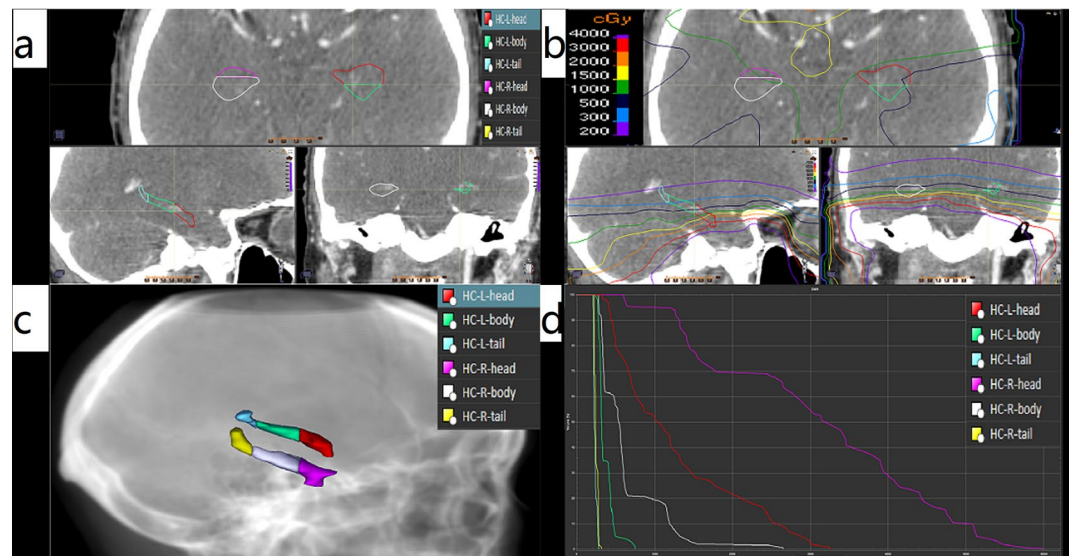 a
HC-L-head
HC-L-body
HC-L-tail
HC-R-head
HC-R-body
HC-R-tail
b
cGy
4000
3000
2000
1500
1000
500
300
200
c
HC-L-head
HC-L-body
HC-L-tail
HC-R-head
HC-R-body
HC-R-tail
d
HC-L-head
HC-L-body
HC-L-tail
HC-R-head
HC-R-body
HC-R-tail